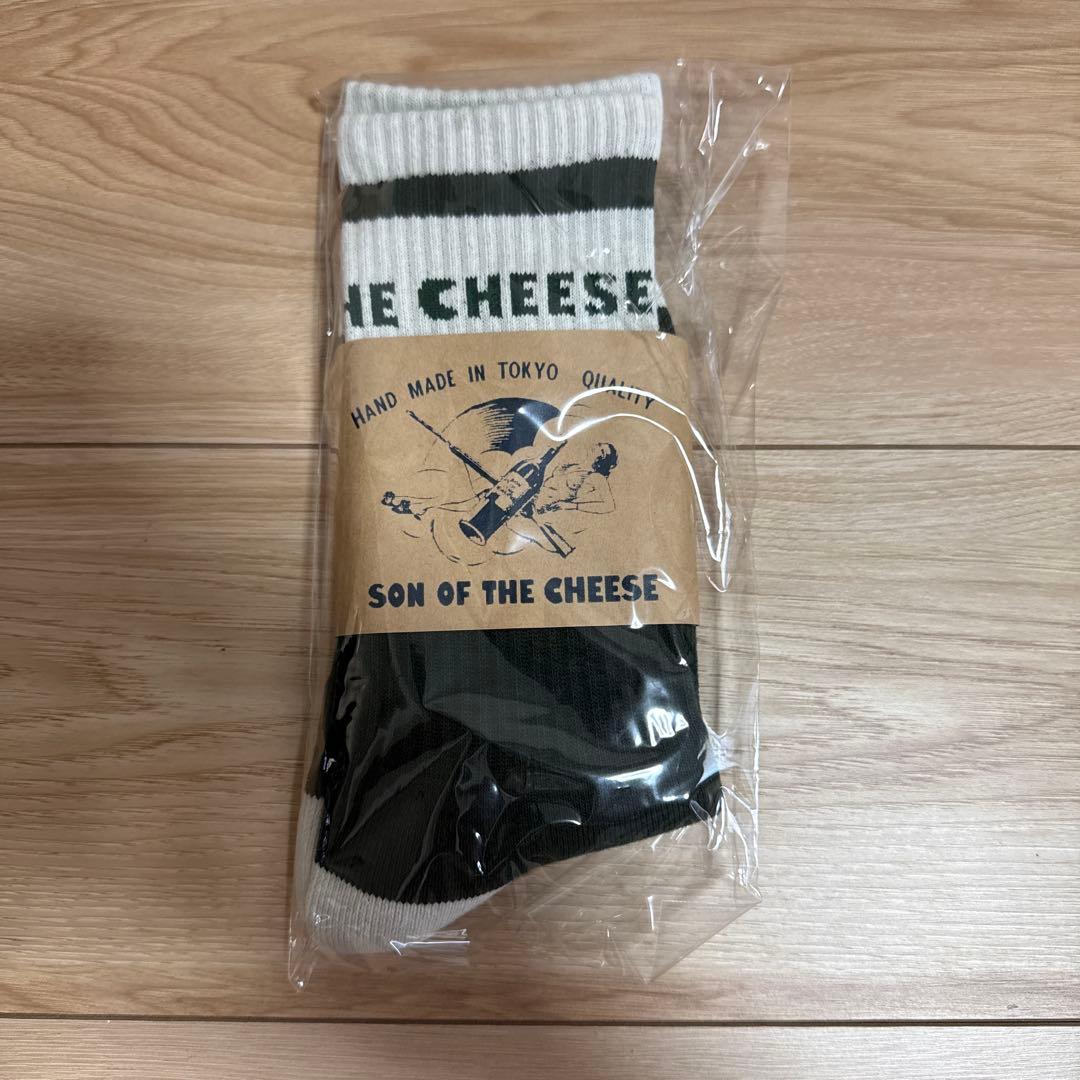 HE CHEESE
HAND MADE IN TOKYO QUALITY
SON OF THE CHEESE